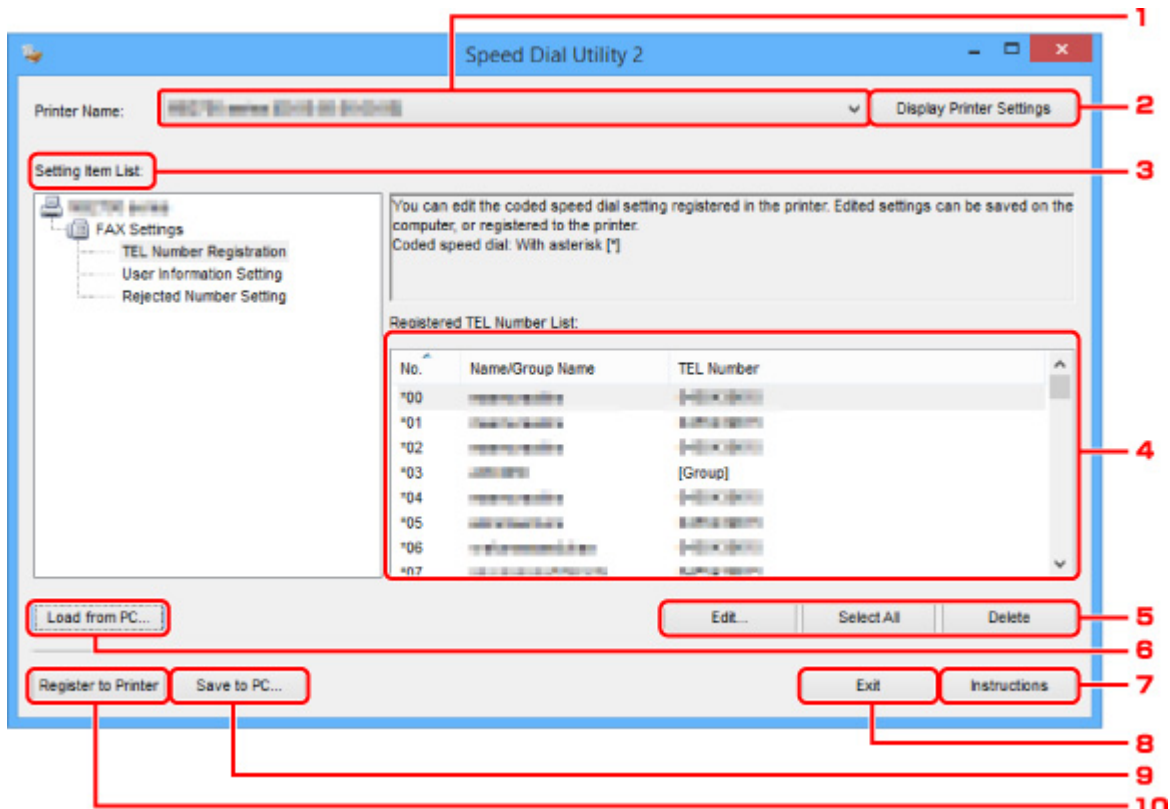 1
Speed Dial Utility 2
Printer Name:
Display Printer Settings
2
Setting Item List:
3
FAX Settings
TEL Number Registration
User Information Setting
Rejected Number Setting
You can edit the coded speed dial setting registered in the printer. Edited settings can be saved on the
computer, or registered to the printer.
Coded speed dial: With asterisk [*]
Registered TEL Number List:
No. Name/Group Name TEL Number
*00
*01
*02
*03 [Group]
*04
*05
*06
*07
4
Load from PC...
Edit... Select All Delete
5
6
Register to Printer Save to PC... Exit Instructions
7
8
9
10